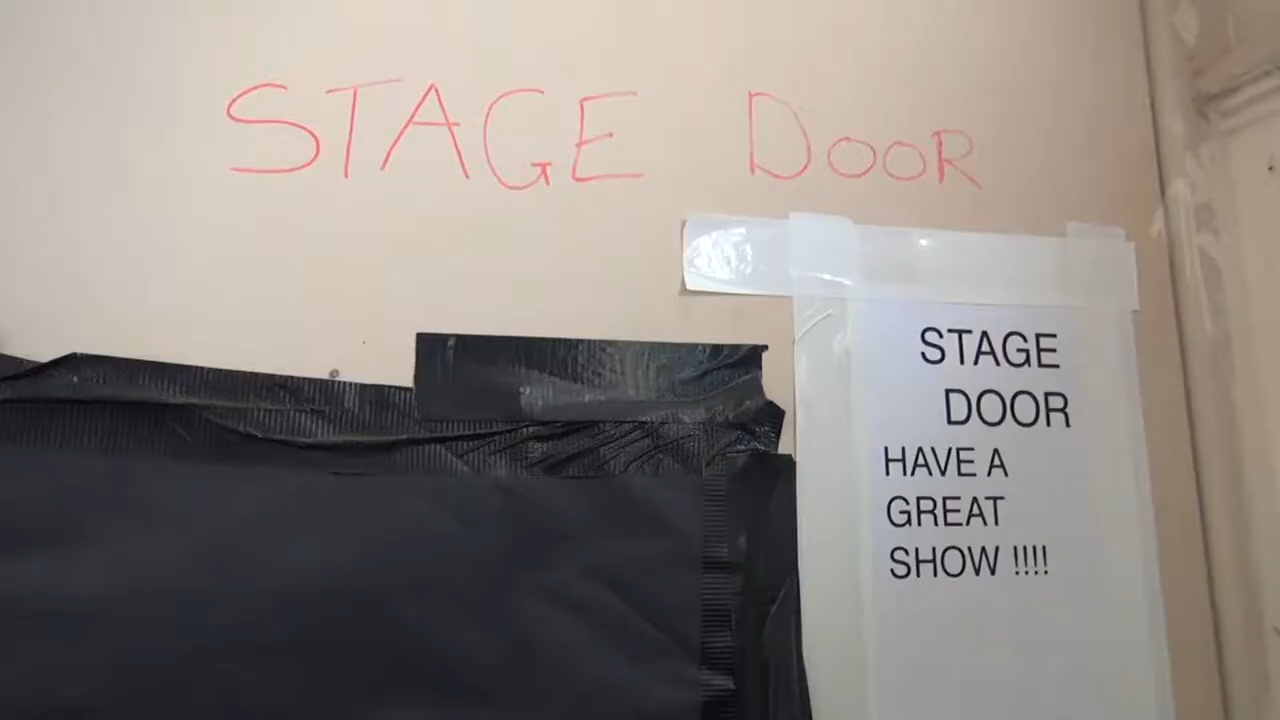 STAGE DOOR
STAGE
DOOR
HAVE A
GREAT
SHOW !!!!